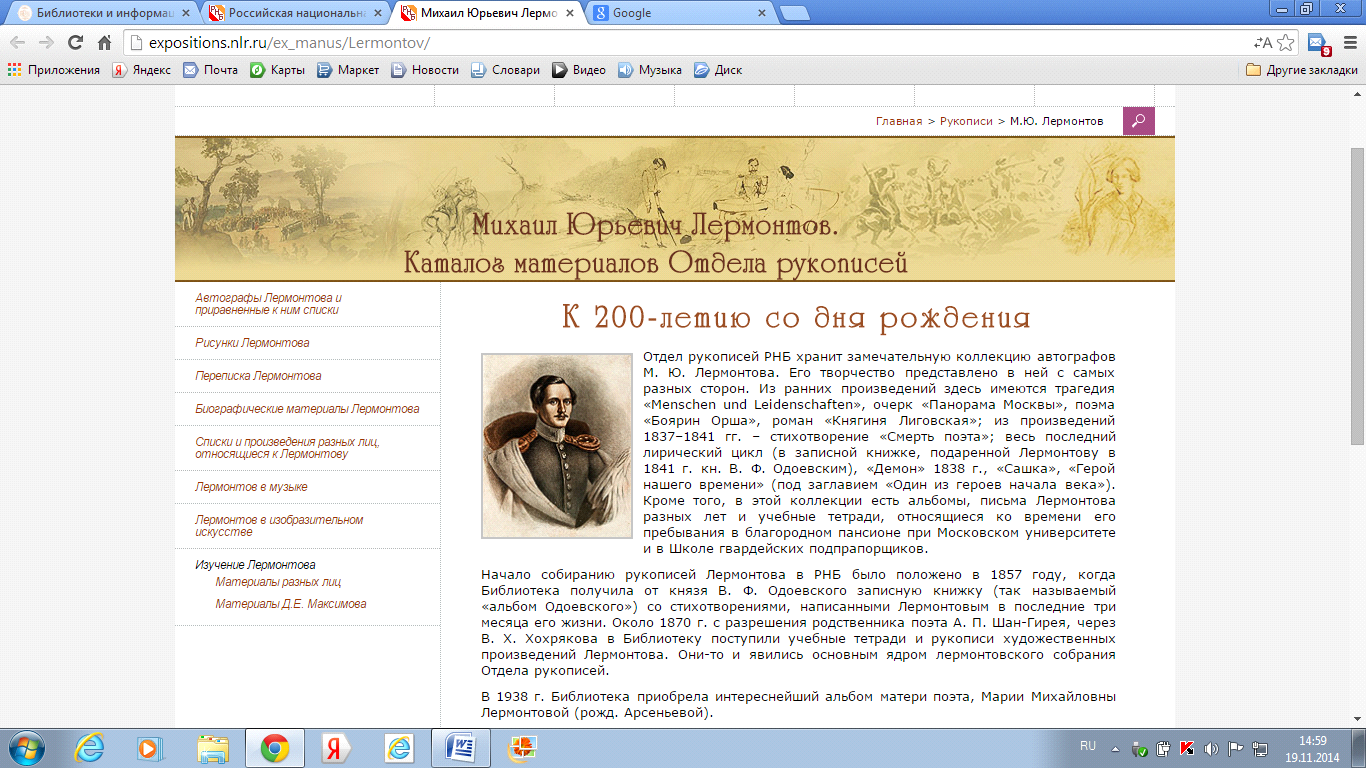 Библиотеки и информац
Российская национальна
Михаил Юрьевич Лермо
Google
expositions.nlr.ru/ex_manus/Lermontov/
9
Приложения Яндекс Почта Карты Маркет Новости Словари Видео Музыка Диск Другие закладки
Главная > Рукописи > М.Ю. Лермонтов
Михаил Юрьевич Лермонтов.
Каталог материалов Отдела рукописей
Автографы Лермонтова и
приравненные к ним списки
Рисунки Лермонтова
Переписка Лермонтова
Биографические материалы Лермонтова
Списки и произведения разных лиц,
относящиеся к Лермонтову
Лермонтов в музыке
Лермонтов в изобразительном
искусстве
Изучение Лермонтова
Материалы разных лиц
Материалы Д.Е. Максимова
К 200-летию со дня рождения
Отдел рукописей РНБ хранит замечательную коллекцию автографов
М. Ю. Лермонтова. Его творчество представлено в ней с самых
разных сторон. Из ранних произведений здесь имеются трагедия
«Menschen und Leidenschaften», очерк «Панорама Москвы», поэма
«Боярин Орша», роман «Княгиня Лиговская»; из произведений
1837–1841 гг. – стихотворение «Смерть поэта»; весь последний
лирический цикл (в записной книжке, подаренной Лермонтову в
1841 г. кн. В. Ф. Одоевским), «Демон» 1838 г., «Сашка», «Герой
нашего времени» (под заглавием «Один из героев начала века»).
Кроме того, в этой коллекции есть альбомы, письма Лермонтова
разных лет и учебные тетради, относящиеся ко времени его
пребывания в благородном пансионе при Московском университете
и в Школе гвардейских подпрапорщиков.
Начало собиранию рукописей Лермонтова в РНБ было положено в 1857 году, когда
Библиотека получила от князя В. Ф. Одоевского записную книжку (так называемый
«альбом Одоевского») со стихотворениями, написанными Лермонтовым в последние три
месяца его жизни. Около 1870 г. с разрешения родственника поэта А. П. Шан-Гирея, через
В. Х. Хохрякова в Библиотеку поступили учебные тетради и рукописи художественных
произведений Лермонтова. Они-то и явились основным ядром лермонтовского собрания
Отдела рукописей.
В 1938 г. Библиотека приобрела интереснейший альбом матери поэта, Марии Михайловны
Лермонтовой (рожд. Арсеньевой).
RU
14:59
19.11.2014